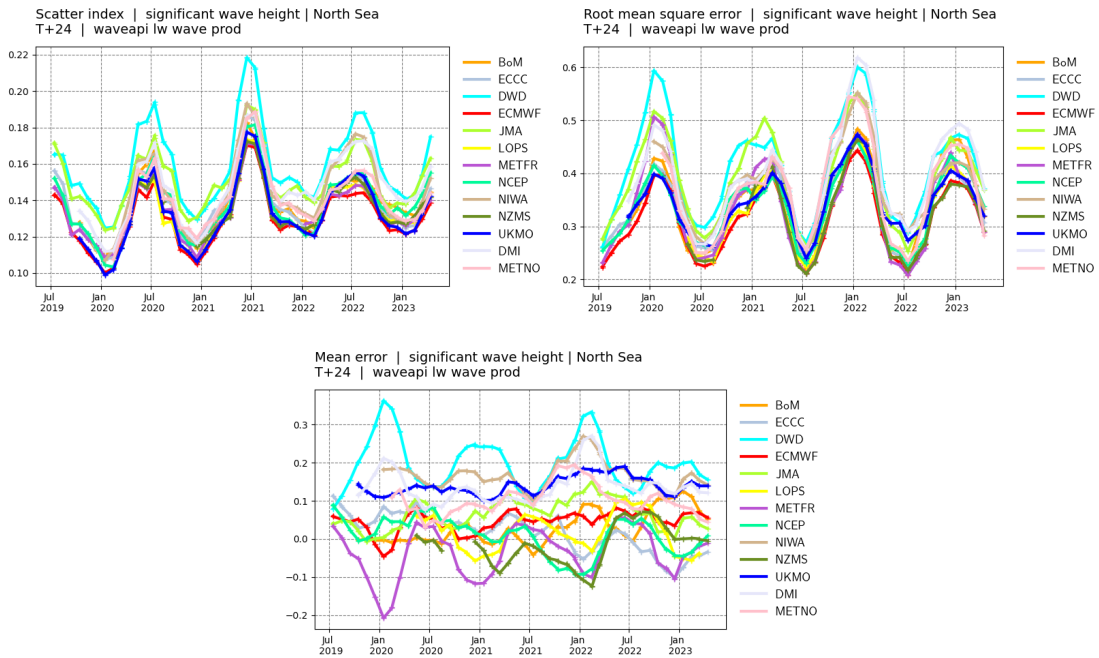 Scatter index | significant wave height | North Sea
T+24 | waveapi lw wave prod
0.22
0.20
0.18
0.16
0.14
0.12
0.10
Jul
2019
Jan
2020
Jul
2020
Jan
2021
Jul
2021
Jan
2022
Jul
2022
Jan
2023
BoM
ECCC
DWD
ECMWF
JMA
LOPS
METFR
NCEP
NIWA
NZMS
UKMO
DMI
METNO
Root mean square error | significant wave height | North Sea
T+24 | waveapi lw wave prod
0.6
0.5
0.4
0.3
0.2
Jul
2019
Jan
2020
Jul
2020
Jan
2021
Jul
2021
Jan
2022
Jul
2022
Jan
2023
BoM
ECCC
DWD
ECMWF
JMA
LOPS
METFR
NCEP
NIWA
NZMS
UKMO
DMI
METNO
Mean error | significant wave height | North Sea
T+24 | waveapi lw wave prod
0.3
0.2
0.1
0.0
−0.1
−0.2
Jul
2019
Jan
2020
Jul
2020
Jan
2021
Jul
2021
Jan
2022
Jul
2022
Jan
2023
BoM
ECCC
DWD
ECMWF
JMA
LOPS
METFR
NCEP
NIWA
NZMS
UKMO
DMI
METNO